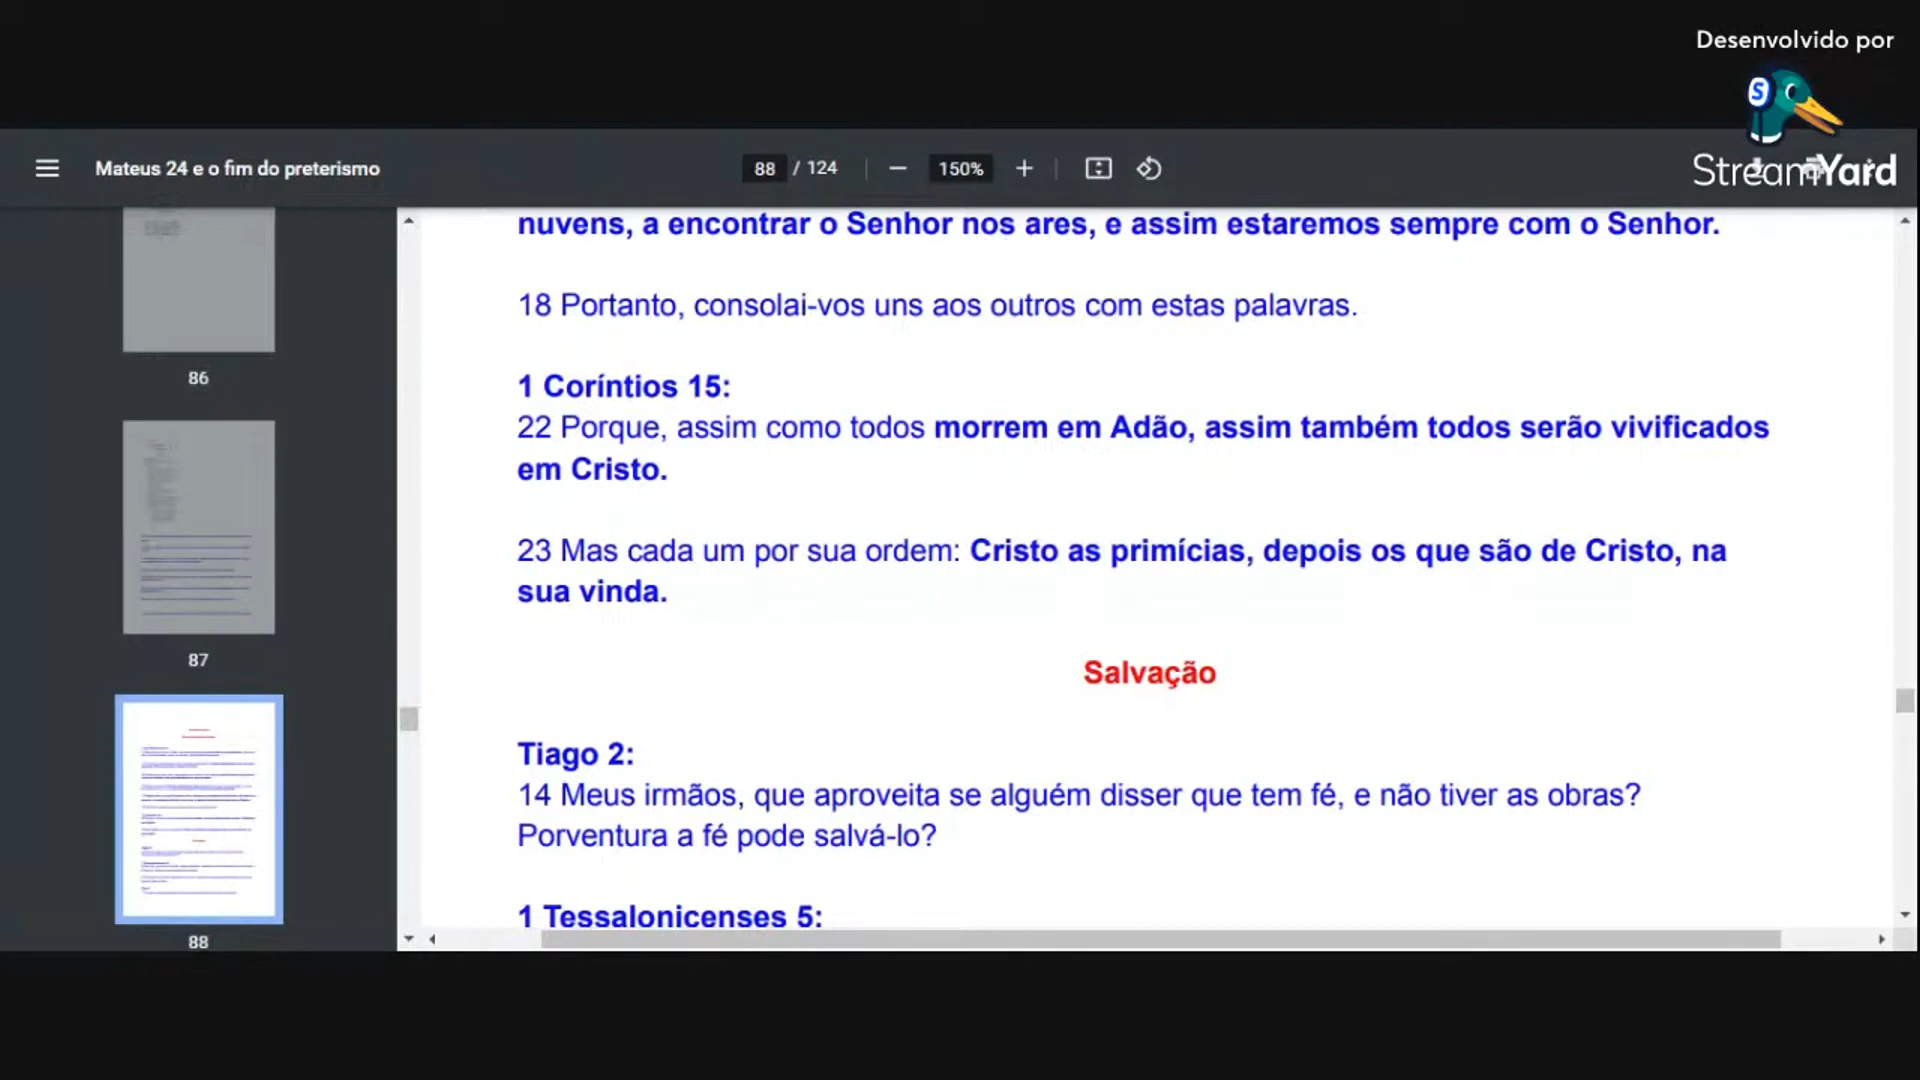 Desenvolvido por
StreamYard
Mateus 24 e o fim do preterismo
88 / 124
150%
nuvens, a encontrar o Senhor nos ares, e assim estaremos sempre com o Senhor.
18 Portanto, consolai-vos uns aos outros com estas palavras.
1 Coríntios 15:
22 Porque, assim como todos morrem em Adão, assim também todos serão vivificados
em Cristo.
23 Mas cada um por sua ordem: Cristo as primícias, depois os que são de Cristo, na
sua vinda.
Salvação
Tiago 2:
14 Meus irmãos, que aproveita se alguém disser que tem fé, e não tiver as obras?
Porventura a fé pode salvá-lo?
1 Tessalonicenses 5:
86
87
88